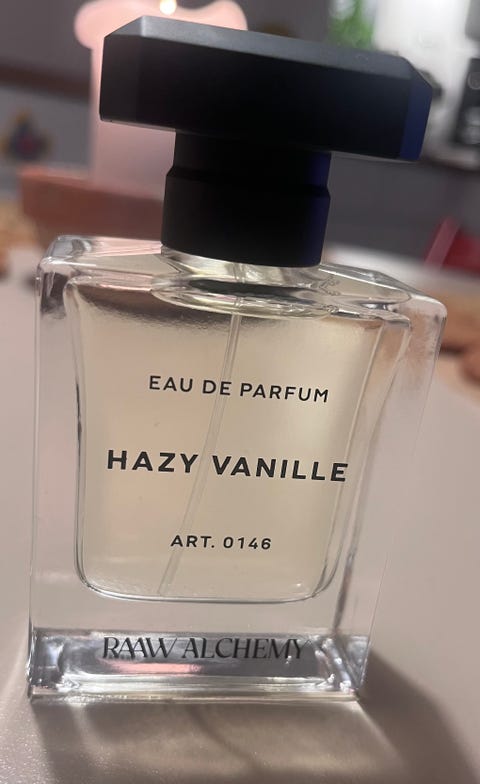 EAU DE PARFUM
HAZY VANILLE
ART. 0146
RAAW ALCHEMY